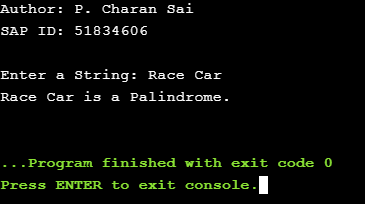 Author: P. Charan Sai
SAP ID: 51834606
Enter a String: Race Car
Race Car is a Palindrome.
...Program finished with exit code 0
Press ENTER to exit console.